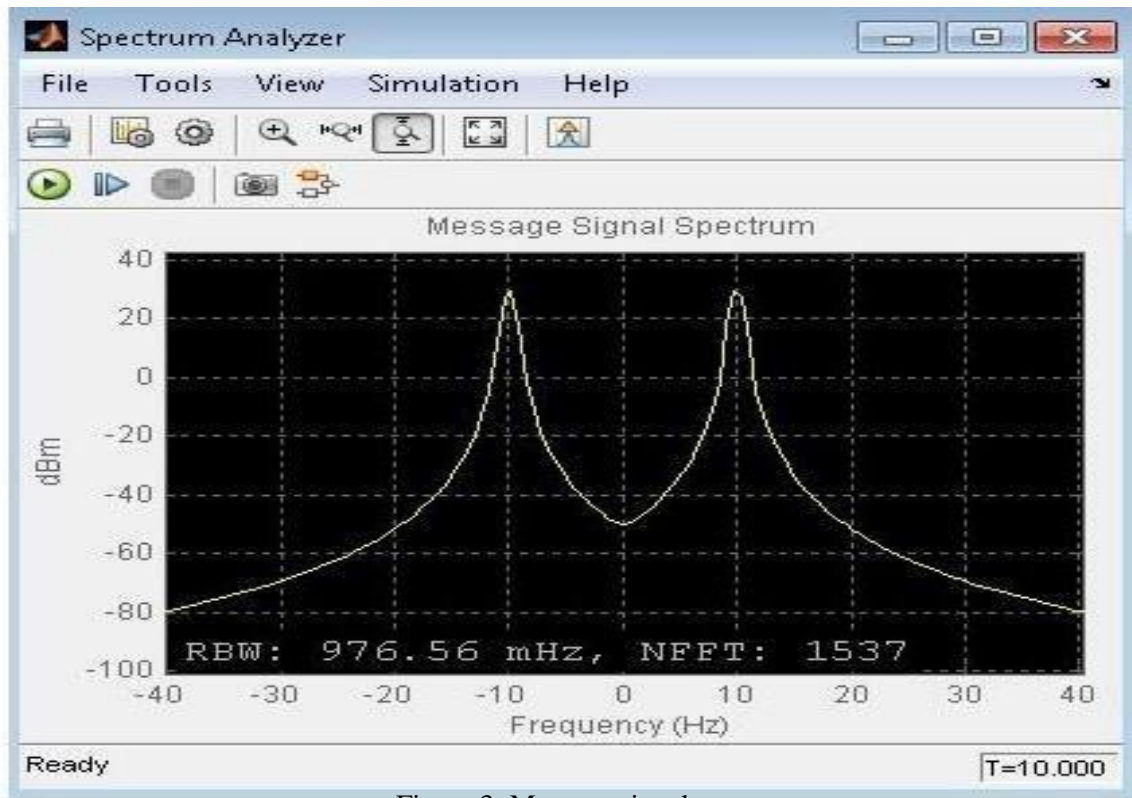 Spectrum Analyzer
File Tools View Simulation Help
Message Signal Spectrum
40
20
0
-20
-40
-60
-80
-100
dBm
RBW: 976.56 mHz, NFFT: 1537
-40 -30 -20 -10 0 10 20 30 40
Frequency (Hz)
Ready T=10.000